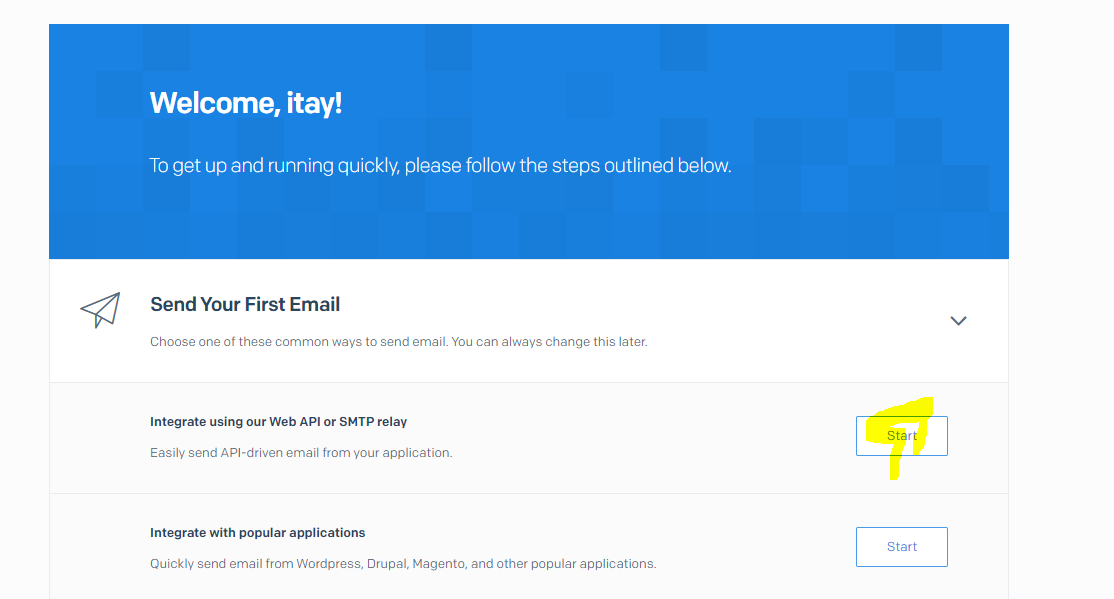 Welcome, itay!
To get up and running quickly, please follow the steps outlined below.
Send Your First Email
Choose one of these common ways to send email. You can always change this later.
Integrate using our Web API or SMTP relay
Easily send API-driven email from your application.
Start
Integrate with popular applications
Quickly send email from Wordpress, Drupal, Magento, and other popular applications.
Start